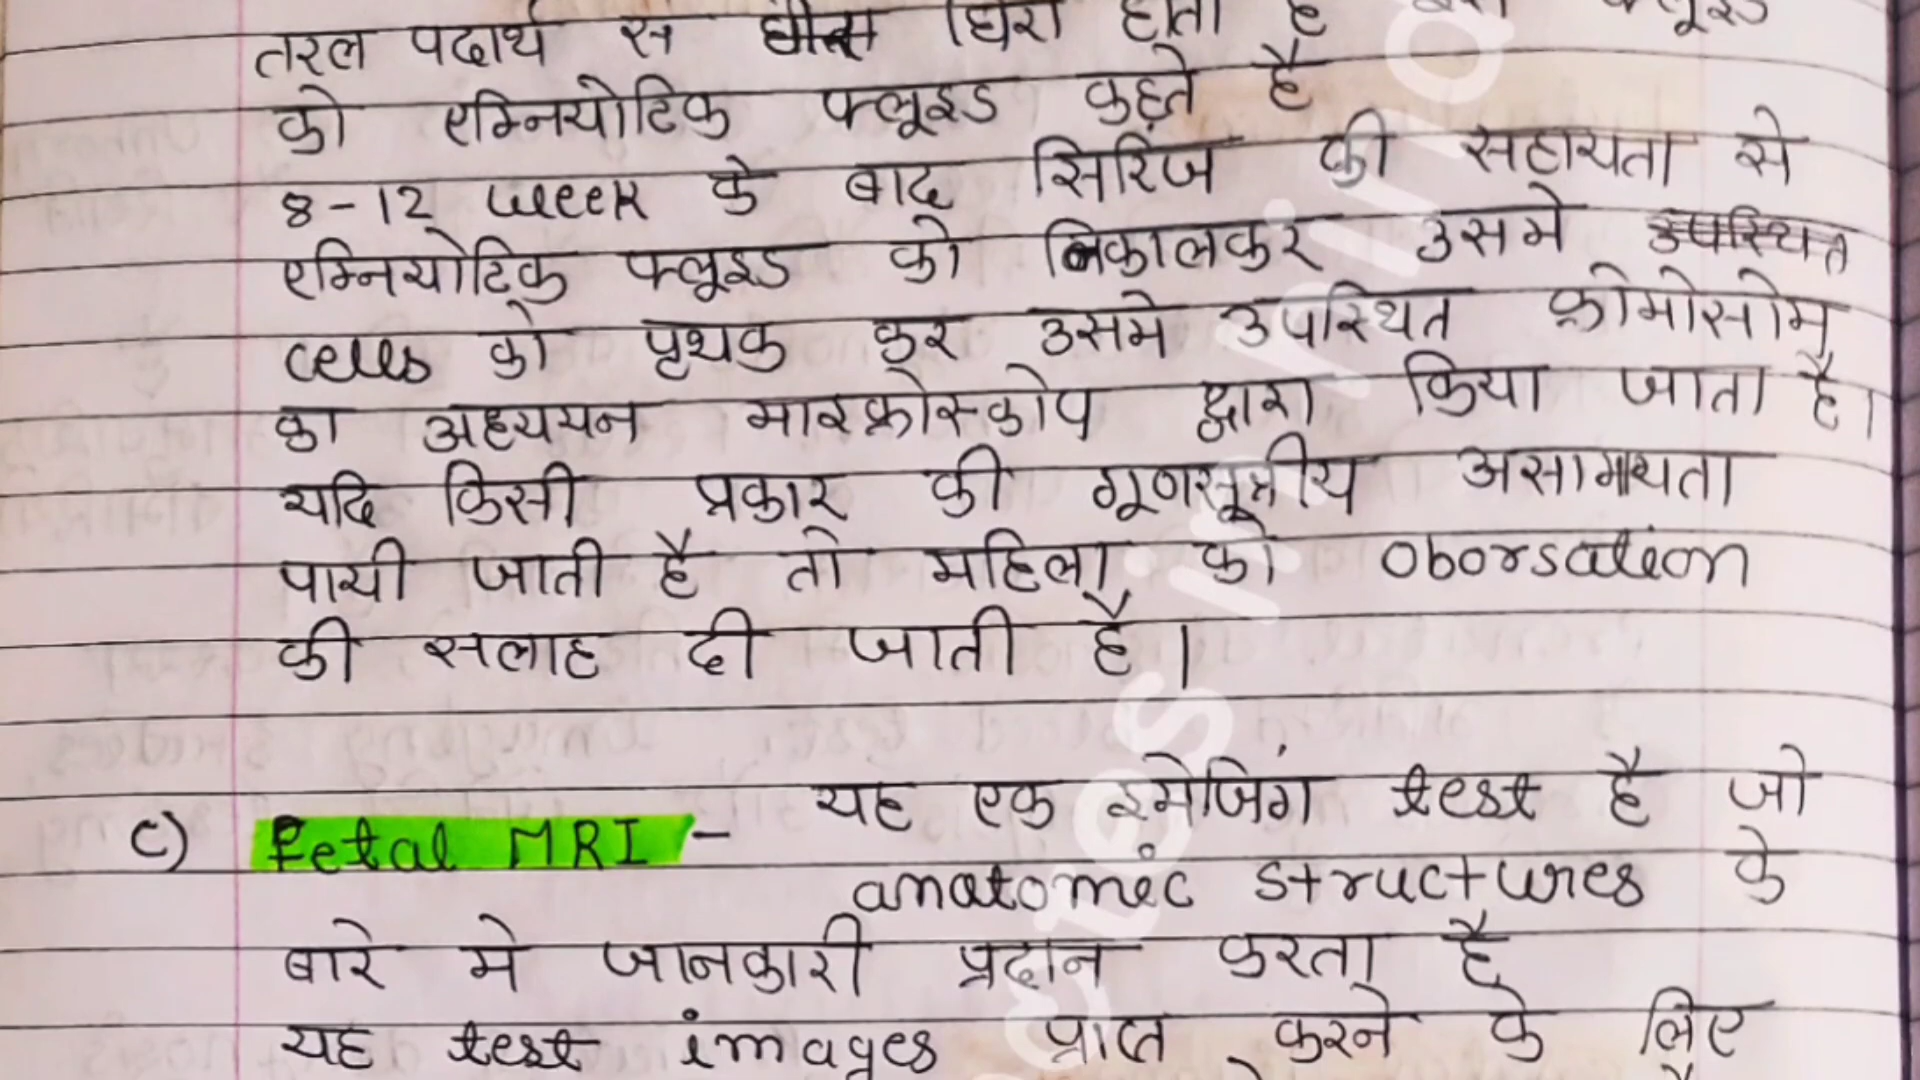 तरल पदार्थ से घिरा होता है
को एम्नियोटिक फ्लूइड कहते है
8-12 week के बाद सिरिंज की सहायता से
एम्नियोटिक फ्लूइड को निकालकर उसमे उपस्थित
cells को पृथक कर उसमे उपस्थित क्रोमोसोम
का अध्ययन माइक्रोस्कोप द्वारा किया जाता है।
यदि किसी प्रकार की गूणसूत्रीय असामायता
पायी जाती है तो महिला को oborsation
की सलाह दी जाती है।
यह एक इमेजिंग test है जो
c) Fetal MRI -
anatomic structures के
बारे मे जानकारी प्रदान करता है
यह test images प्राप्त करने के लिए